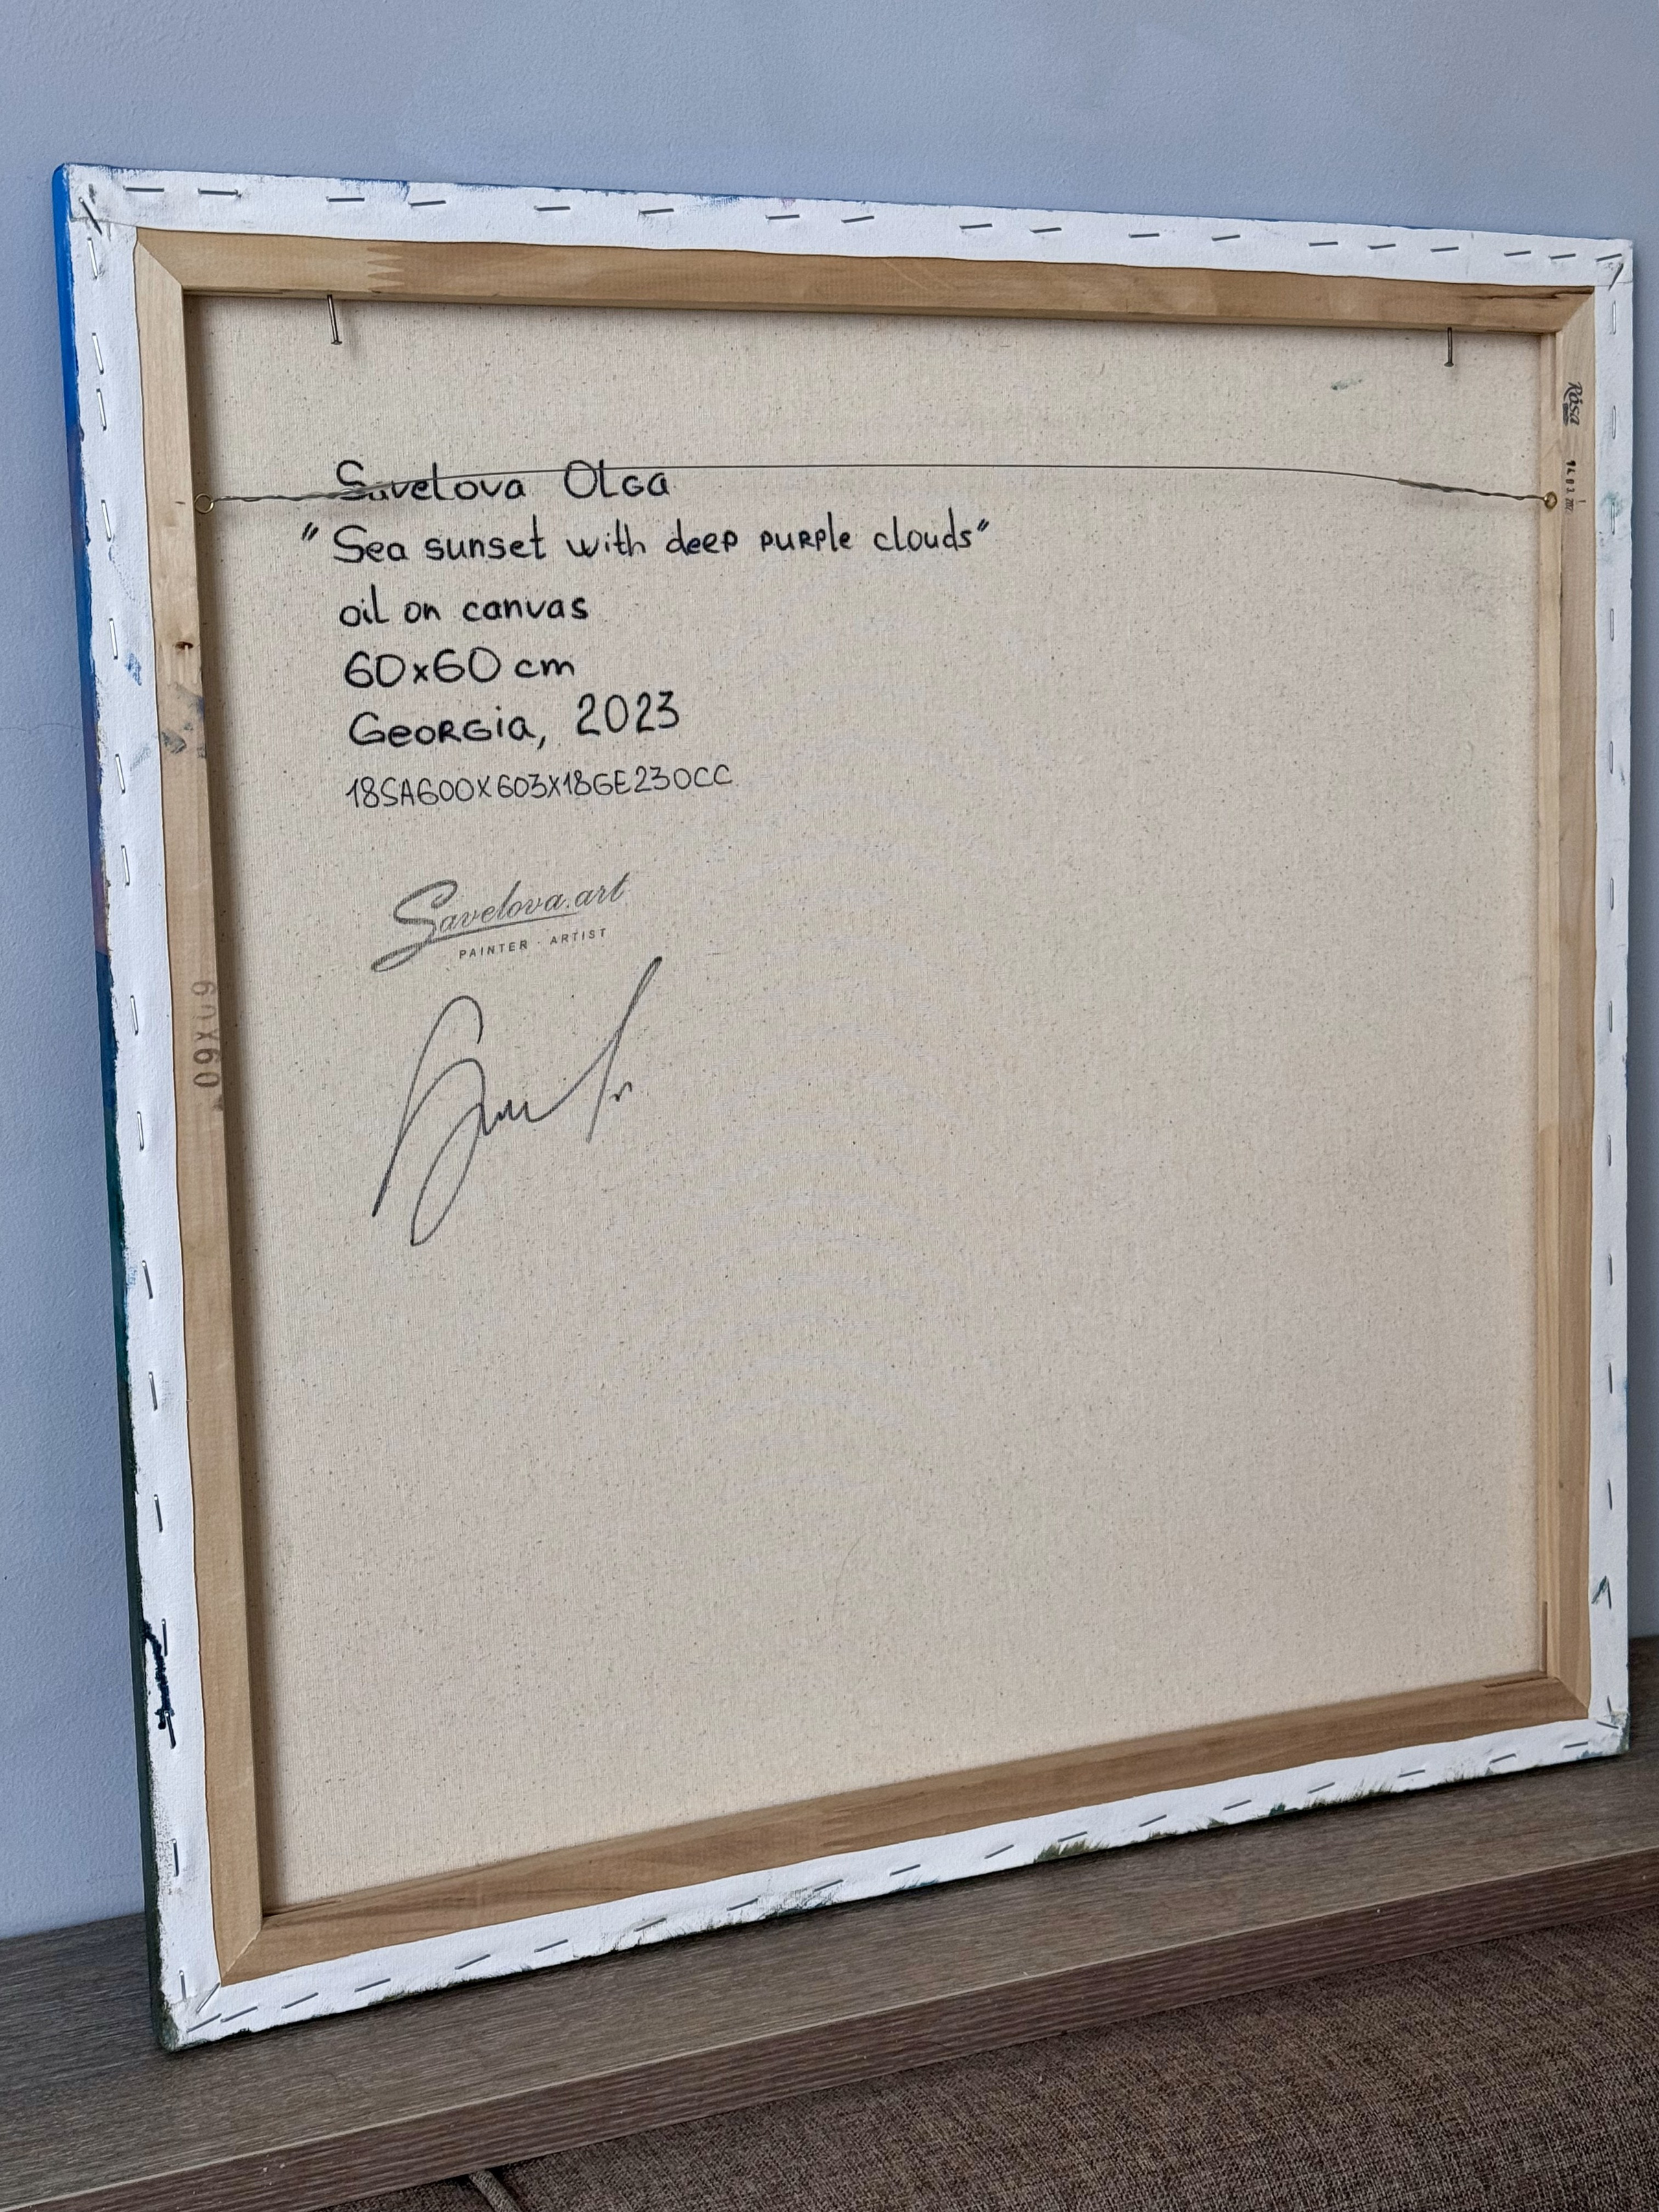 Savelova Olga
"Sea sunset with deep purple clouds"
oil on canvas
60x60 cm
Georgia, 2023
18SA600X603X18GE230CC
Savelova.art
PAINTER · ARTIST
60X60
Rosa